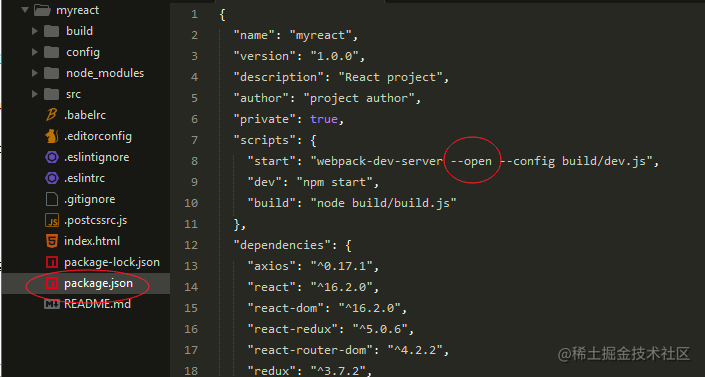 myreact
build
config
node_modules
src
.babelrc
.editorconfig
.eslintignore
.eslintrc
.gitignore
.postcssrc.js
index.html
package-lock.json
package.json
README.md
1 {
2 "name": "myreact",
3 "version": "1.0.0",
4 "description": "React project",
5 "author": "project author",
6 "private": true,
7 "scripts": {
8 "start": "webpack-dev-server --open --config build/dev.js",
9 "dev": "npm start",
10 "build": "node build/build.js"
11 },
12 "dependencies": {
13 "axios": "^0.17.1",
14 "react": "^16.2.0",
15 "react-dom": "^16.2.0",
16 "react-redux": "^5.0.6",
17 "react-router-dom": "^4.2.2",
18 "redux": "^3.7.2",
@稀土掘金技术社区